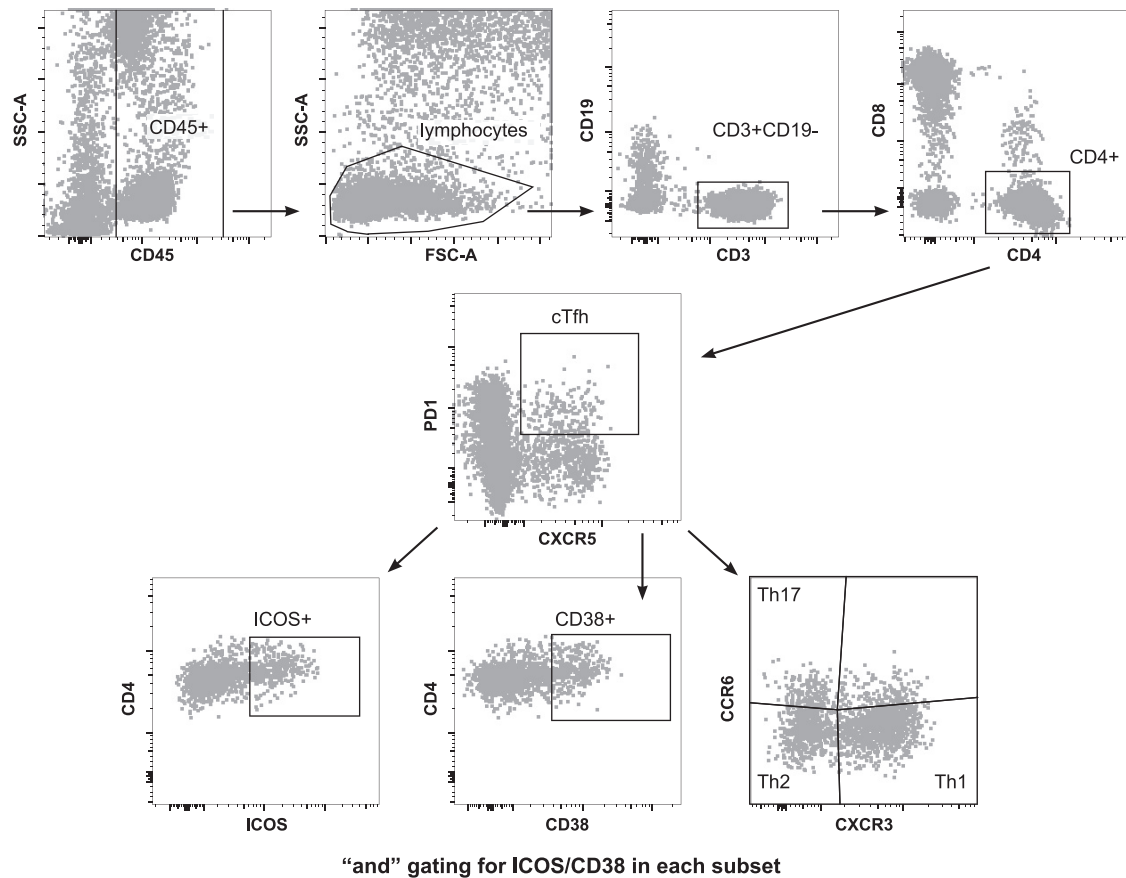 SSC-A
CD45+
CD45
SSC-A
lymphocytes
FSC-A
CD19
CD3+CD19-
CD3
CD8
CD4+
CD4
cTfh
PD1
CXCR5
ICOS+
CD4
ICOS
CD38+
CD4
CD38
Th17
CCR6
Th2
Th1
CXCR3
“and” gating for ICOS/CD38 in each subset